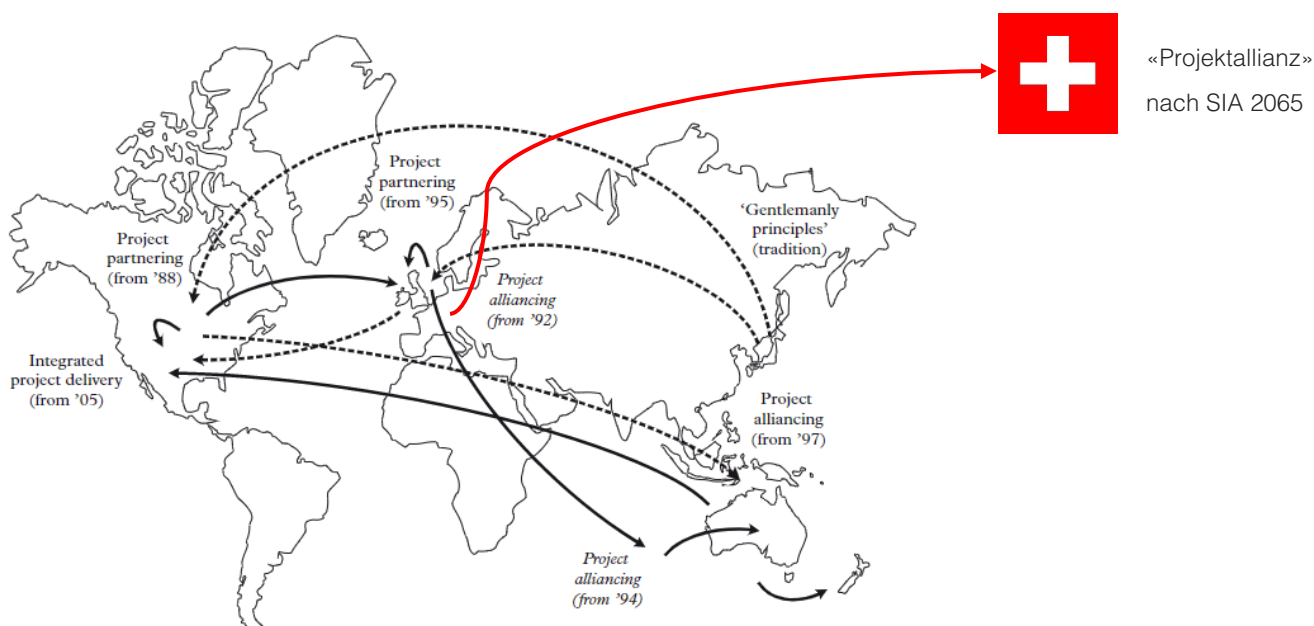 «Projektallianz»
nach SIA 2065
Project
partnering
(from ’95)
‘Gentlemanly
principles’
(tradition)
Project
partnering
(from ’88)
Project
alliancing
(from ’92)
Integrated
project delivery
(from ’05)
Project
alliancing
(from ’97)
Project
alliancing
(from ’94)